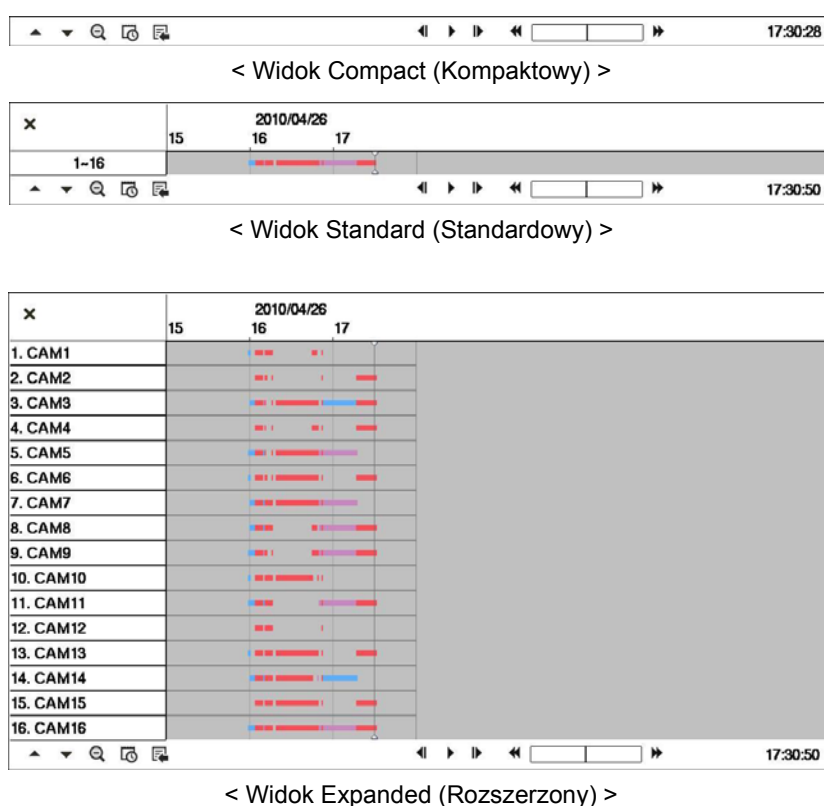 17:30:28
< Widok Compact (Kompaktowy) >
2010/04/26
15 16 17
1~16
17:30:50
< Widok Standard (Standardowy) >
2010/04/26
15 16 17
1. CAM1
2. CAM2
3. CAM3
4. CAM4
5. CAM5
6. CAM6
7. CAM7
8. CAM8
9. CAM9
10. CAM10
11. CAM11
12. CAM12
13. CAM13
14. CAM14
15. CAM15
16. CAM16
17:30:50
< Widok Expanded (Rozszerzony) >